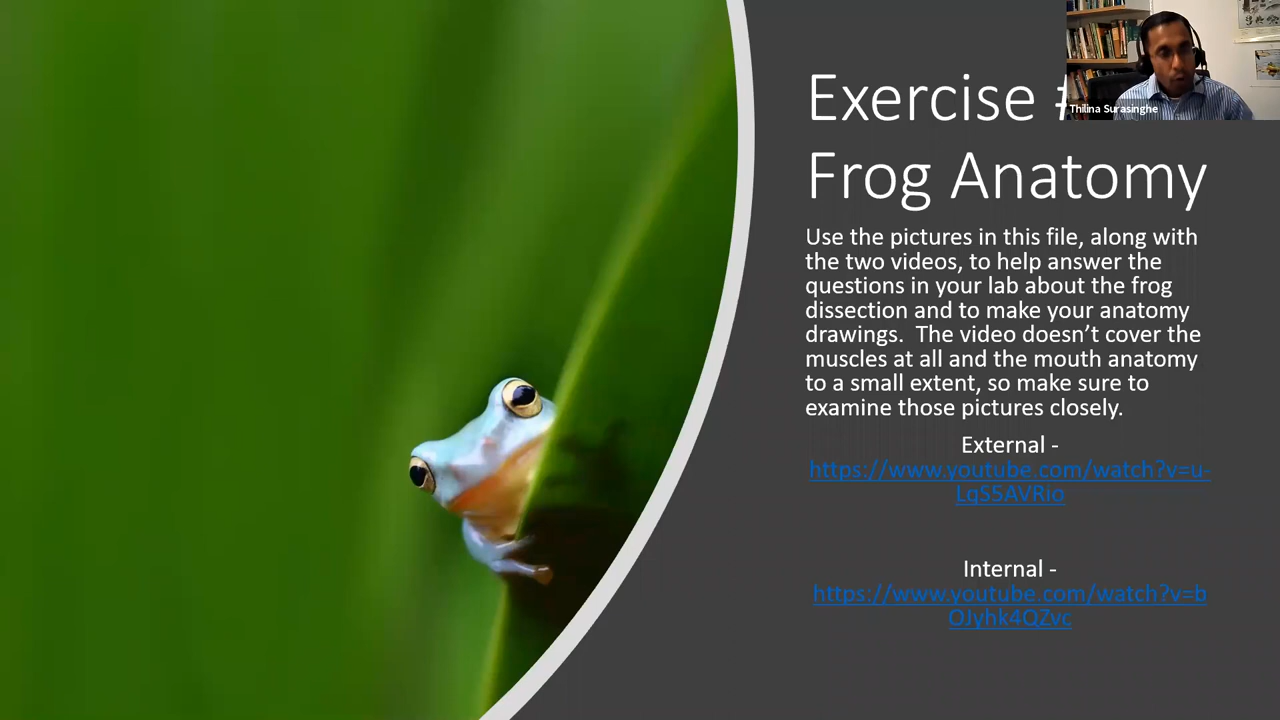 Exercise #
Thilina Surasinghe
Frog Anatomy
Use the pictures in this file, along with
the two videos, to help answer the
questions in your lab about the frog
dissection and to make your anatomy
drawings.  The video doesn’t cover the
muscles at all and the mouth anatomy
to a small extent, so make sure to
examine those pictures closely.
External -
https://www.youtube.com/watch?v=u-
LqS5AVRio
Internal -
https://www.youtube.com/watch?v=b
OJyhk4QZvc